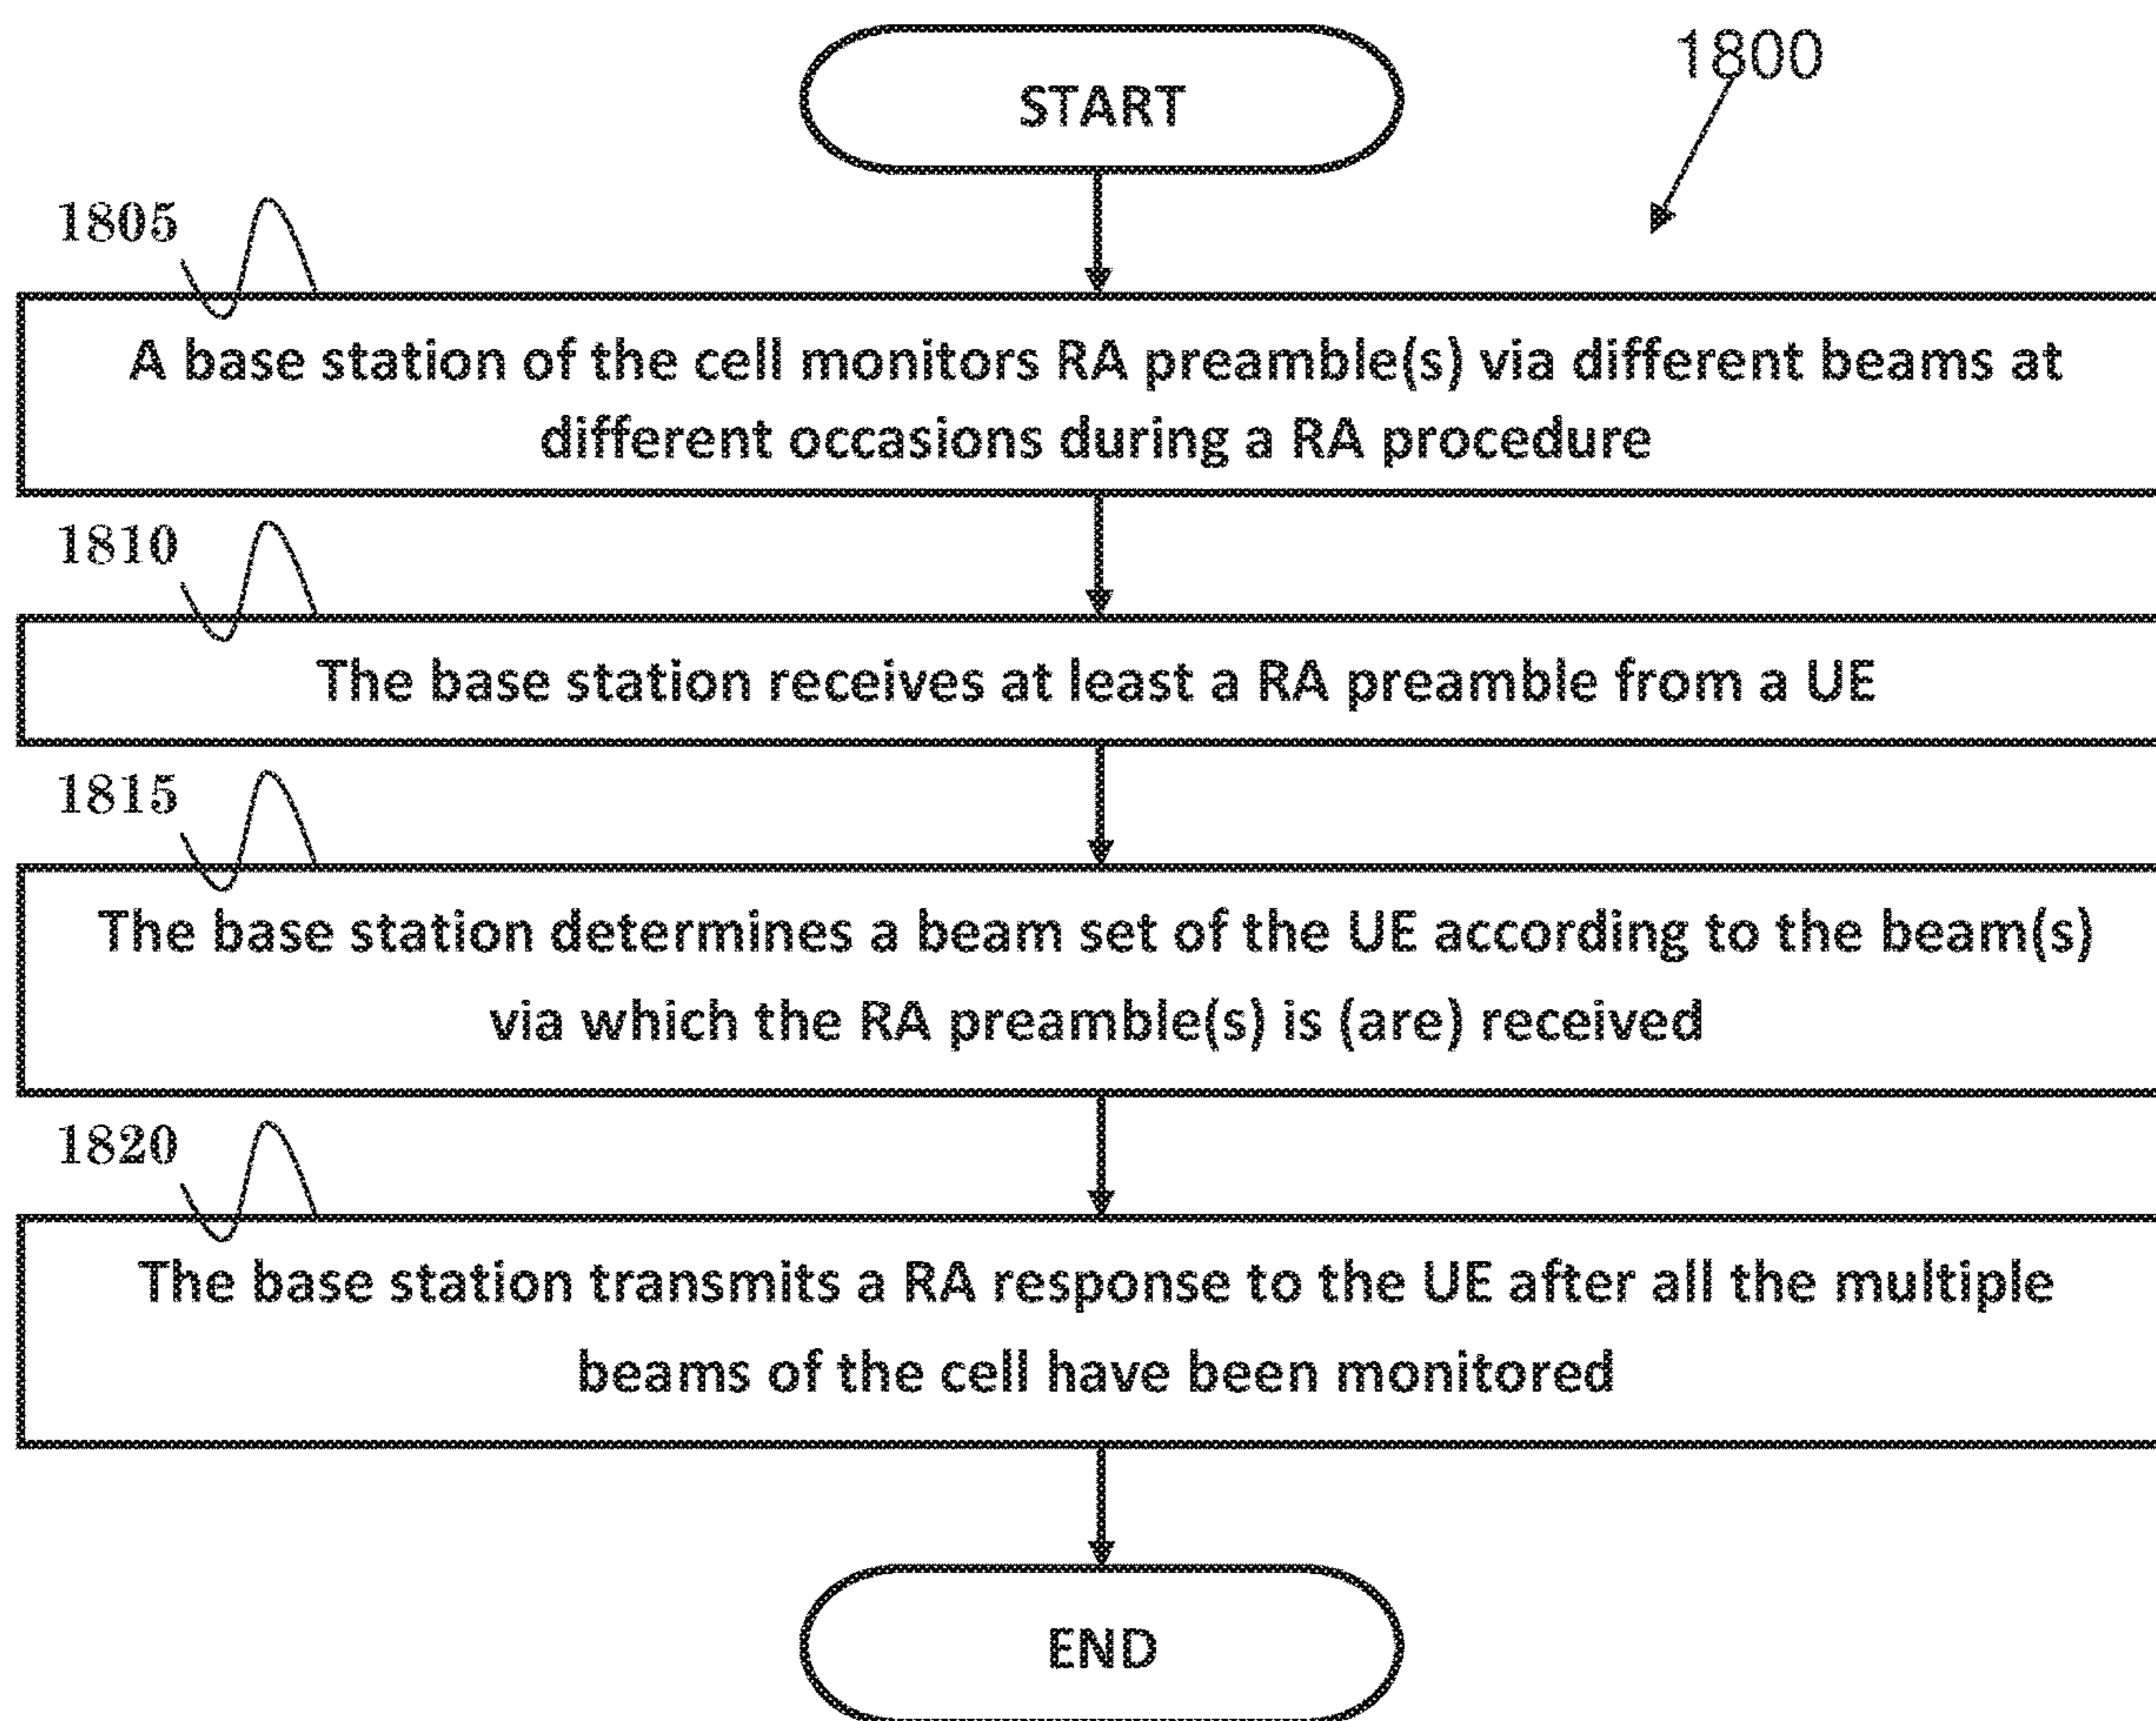 START
1800
1805
A base station of the cell monitors RA preamble(s) via different beams at
different occasions during a RA procedure
1810
The base station receives at least a RA preamble from a UE
1815
The base station determines a beam set of the UE according to the beam(s)
via which the RA preamble(s) is (are) received
1820
The base station transmits a RA response to the UE after all the multiple
beams of the cell have been monitored
END